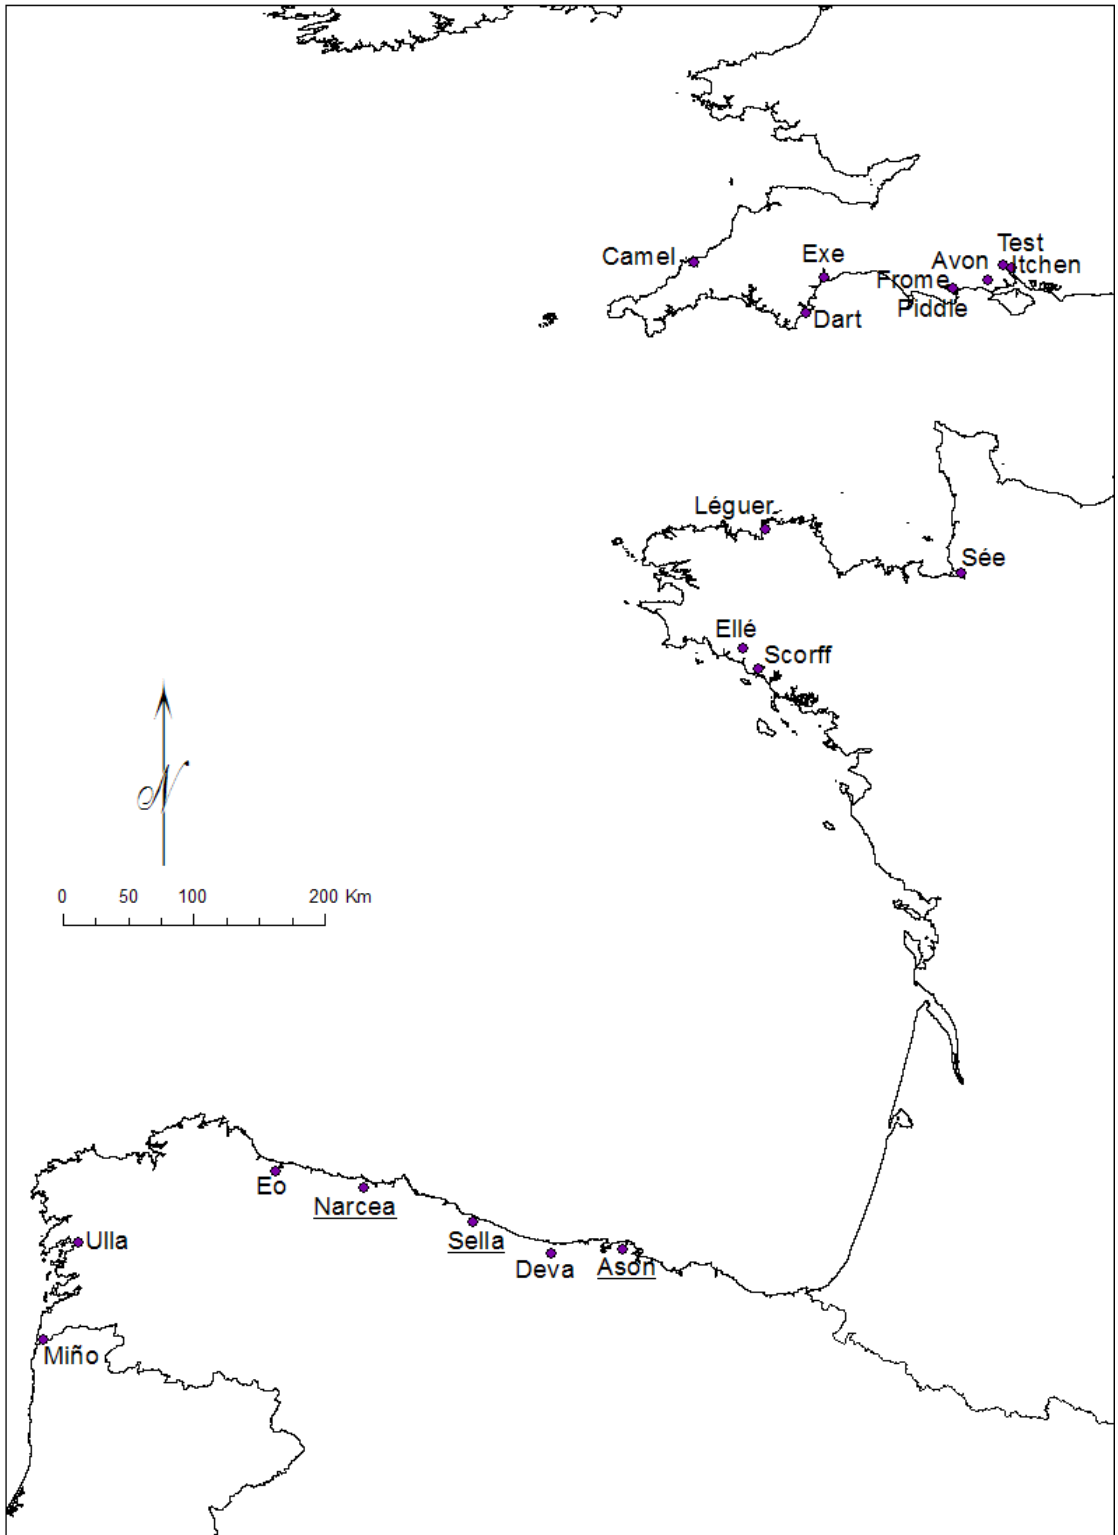 Test
Camel
Exe
Avon
Itchen
Frome
Piddle
Dart
Léguer
Sée
Ellé
Scorff
N
0 50 100 200 Km
Eo
Narcea
Ulla
Sella
Deva
Ason
Miño